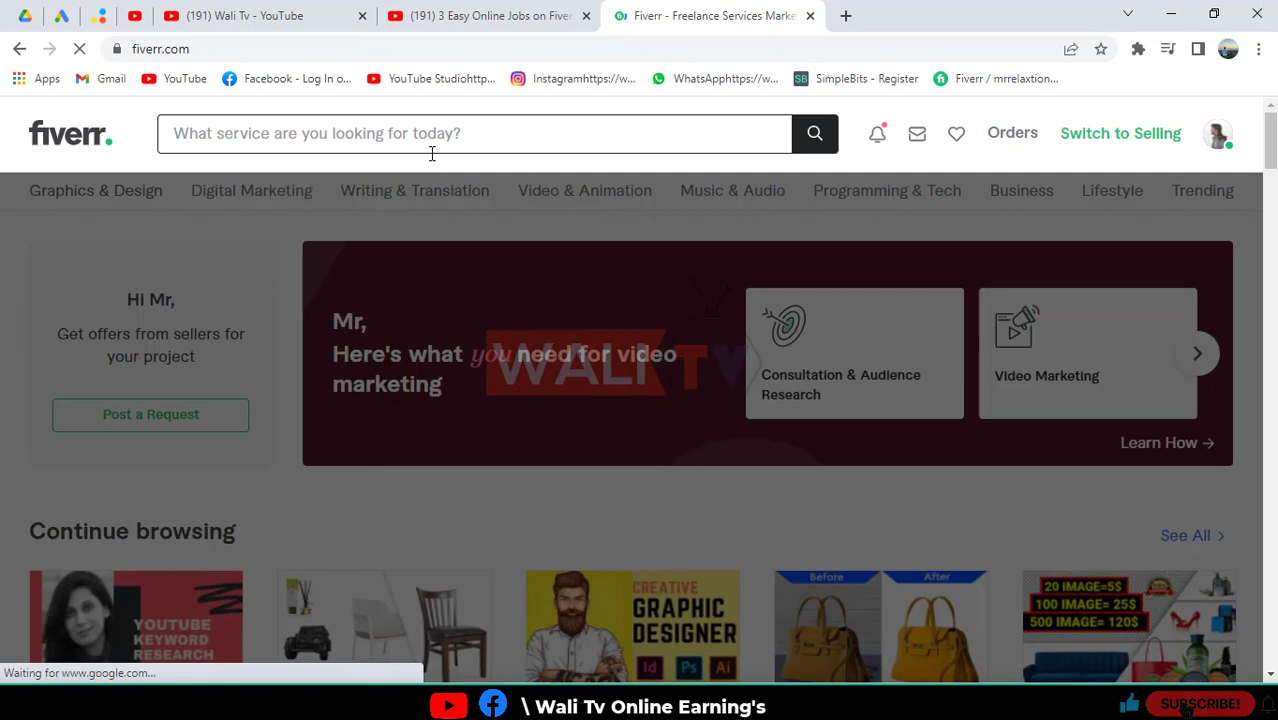 (191) Wali Tv - YouTube
(191) 3 Easy Online Jobs on Fiver
Fiverr - Freelance Services Marke
fiverr.com
Apps
Gmail
YouTube
Facebook - Log In o...
YouTube Studiohttp...
Instagramhttps://w...
WhatsApphttps://w...
SB
SimpleBits - Register
Fiverr / mrrelaxtion...
fiverr.
What service are you looking for today?
Orders
Switch to Selling
Graphics & Design
Digital Marketing
Writing & Translation
Video & Animation
Music & Audio
Programming & Tech
Business
Lifestyle
Trending
Hi Mr,
Get offers from sellers for
your project
Post a Request
Mr,
Here's what you need for video
marketing
WALI TV
Consultation & Audience
Research
Video Marketing
Learn How →
Continue browsing
See All >
YOUTUBE
KEYWORD
RESEARCH
CREATIVE
GRAPHIC
DESIGNER
Id
Ps
Ai
Before
After
20 IMAGE=5$
100 IMAGE= 25$
500 IMAGE= 120$
Waiting for www.google.com...
\ Wali Tv Online Earning's
SUBSCRIBE!